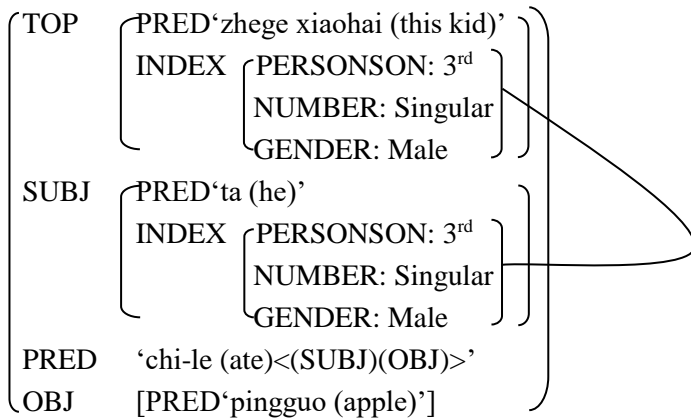 TOP PRED‘zhege xiaohai (this kid)’
INDEX PERSONSON: 3rd
NUMBER: Singular
GENDER: Male
SUBJ PRED‘ta (he)’
INDEX PERSONSON: 3rd
NUMBER: Singular
GENDER: Male
PRED ‘chi-le (ate)<(SUBJ)(OBJ)>’
OBJ [PRED‘pingguo (apple)’]